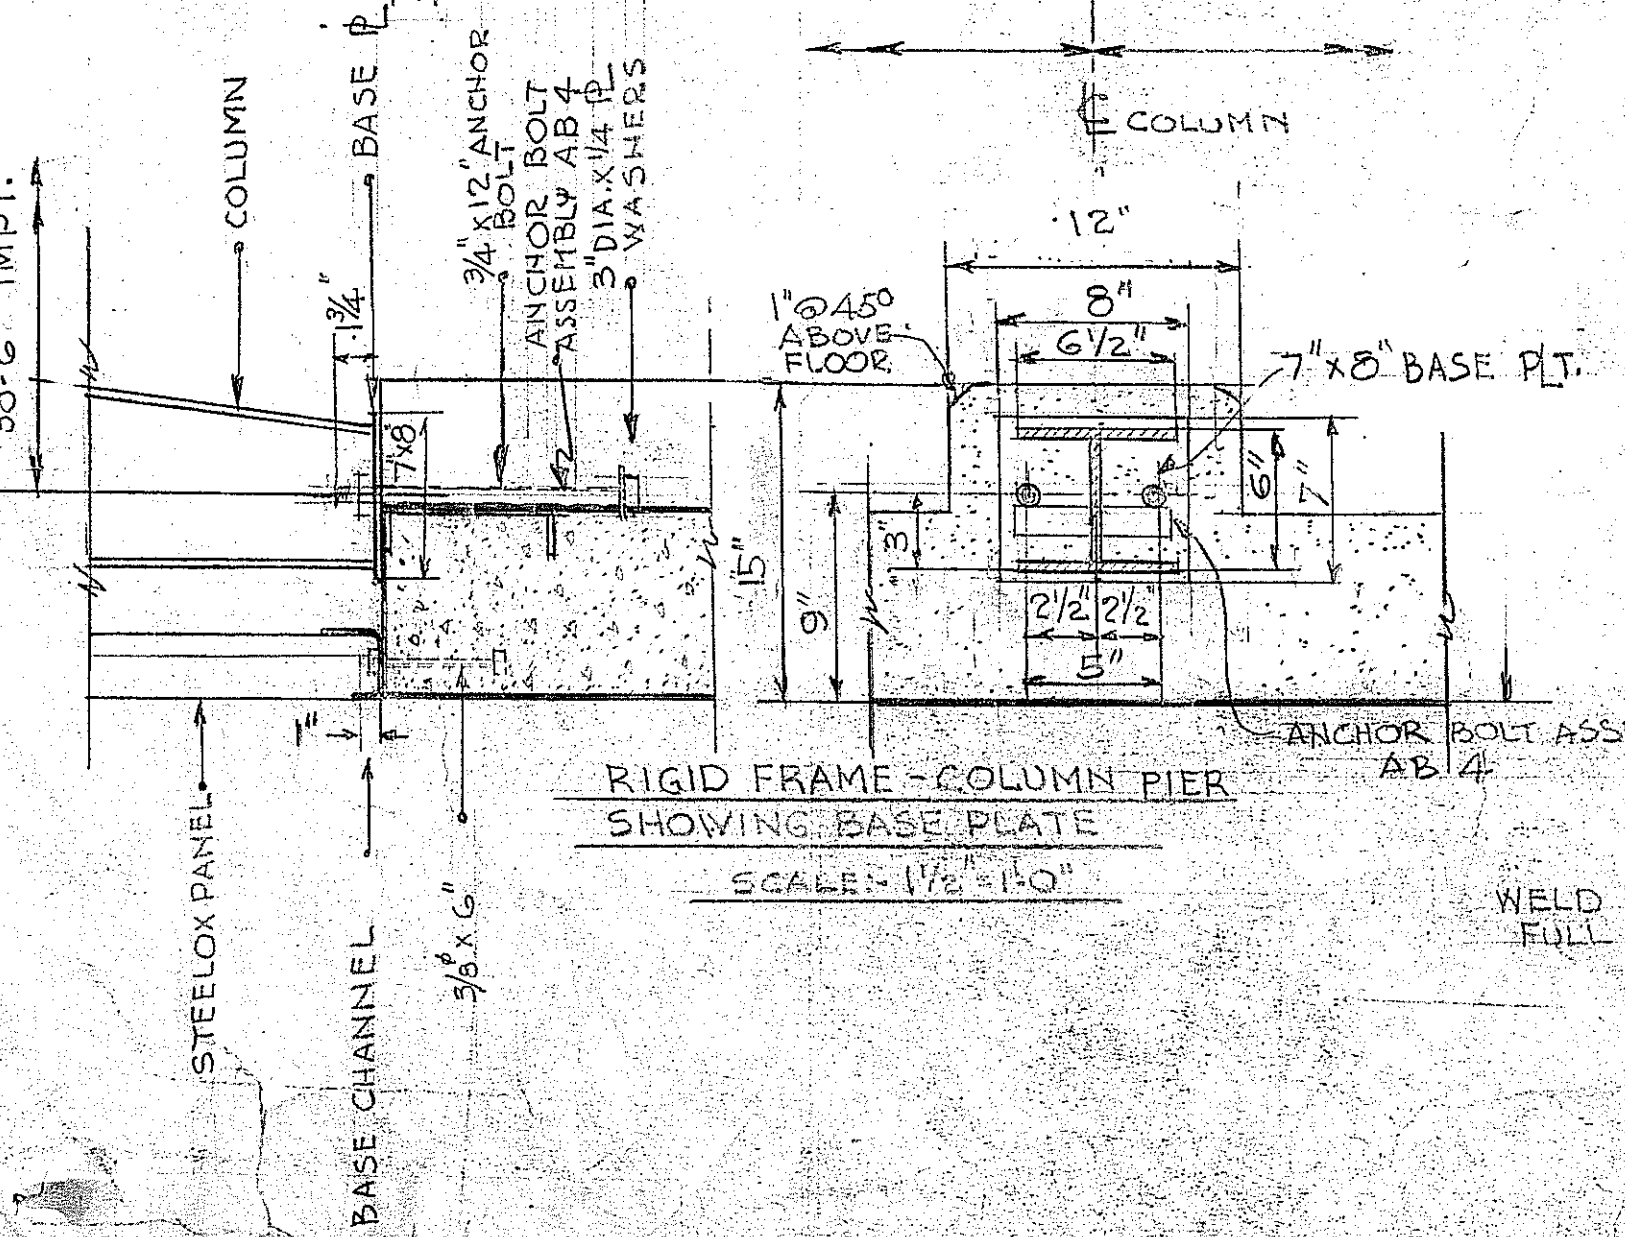 COLUMN
BASE PL
3/4" X 12" ANCHOR
BOLT
ANCHOR BOLT
ASSEMBLY AB 4
3" DIA. X 1/4 PL
WASHERS
1 3/4"
7"x8"
℄ COLUMN
12"
8"
6 1/2"
1" @ 45°
ABOVE
FLOOR
7" x 8" BASE PLT.
6"
7"
3"
15"
9"
2 1/2" 2 1/2"
5"
1"
ANCHOR BOLT ASS
AB 4
RIGID FRAME - COLUMN PIER
SHOWING BASE PLATE
SCALE:- 1 1/2" = 1'-0"
STEELOX PANEL
BASE CHANNEL
3/8 ø x 6"
WELD
FULL